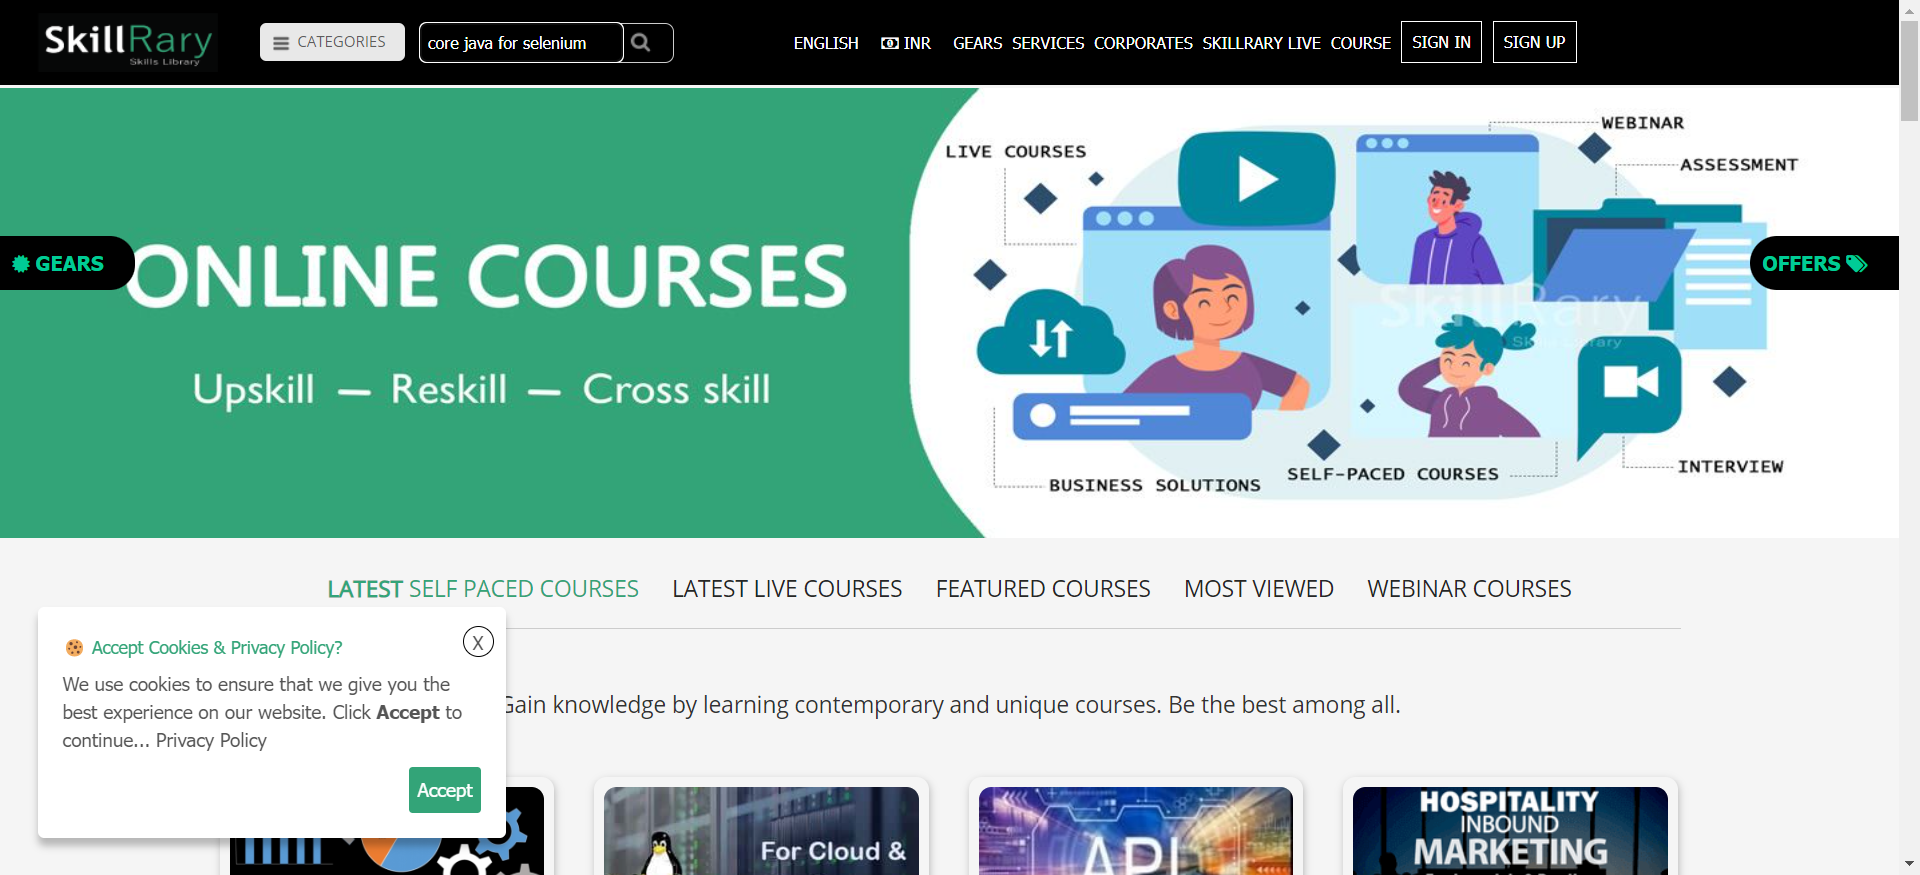 SkillRary
Skills Library
CATEGORIES
core java for selenium
ENGLISH
INR
GEARS
SERVICES
CORPORATES
SKILLRARY LIVE
COURSE
SIGN IN
SIGN UP
GEARS
ONLINE COURSES
Upskill — Reskill — Cross skill
LIVE COURSES
WEBINAR
ASSESSMENT
OFFERS
SkillRary
Skills Library
BUSINESS SOLUTIONS
SELF-PACED COURSES
INTERVIEW
LATEST SELF PACED COURSES
LATEST LIVE COURSES
FEATURED COURSES
MOST VIEWED
WEBINAR COURSES
Gain knowledge by learning contemporary and unique courses. Be the best among all.
Accept Cookies & Privacy Policy?
X
We use cookies to ensure that we give you the
best experience on our website. Click Accept to
continue... Privacy Policy
Accept
For Cloud &
API
HOSPITALITY
INBOUND
MARKETING